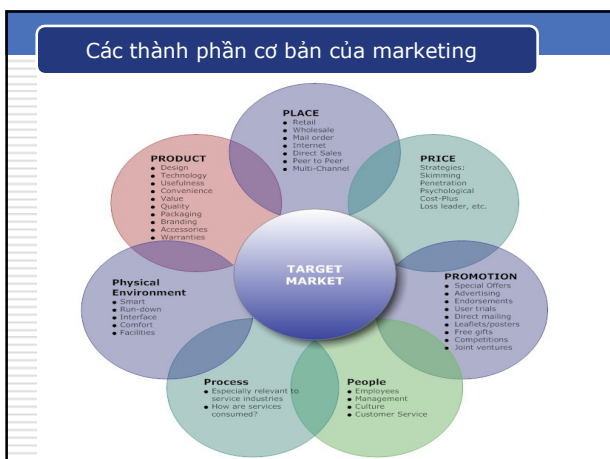 Các thành phần cơ bản của marketing
PLACE
• Retail
• Wholesale
• Mail order
• Internet
• Direct Sales
• Peer to Peer
• Multi-Channel
PRODUCT
• Design
• Technology
• Usefulness
• Convenience
• Value
• Quality
• Packaging
• Branding
• Accessories
• Warranties
PRICE
Strategies:
Skimming
Penetration
Psychological
Cost-Plus
Loss leader, etc.
TARGET
MARKET
Physical
Environment
• Smart
• Run-down
• Interface
• Comfort
• Facilities
PROMOTION
• Special Offers
• Advertising
• Endorsements
• User trials
• Direct mailing
• Leaflets/posters
• Free gifts
• Competitions
• Joint ventures
Process
• Especially relevant to
service industries
• How are services
consumed?
People
• Employees
• Management
• Culture
• Customer Service